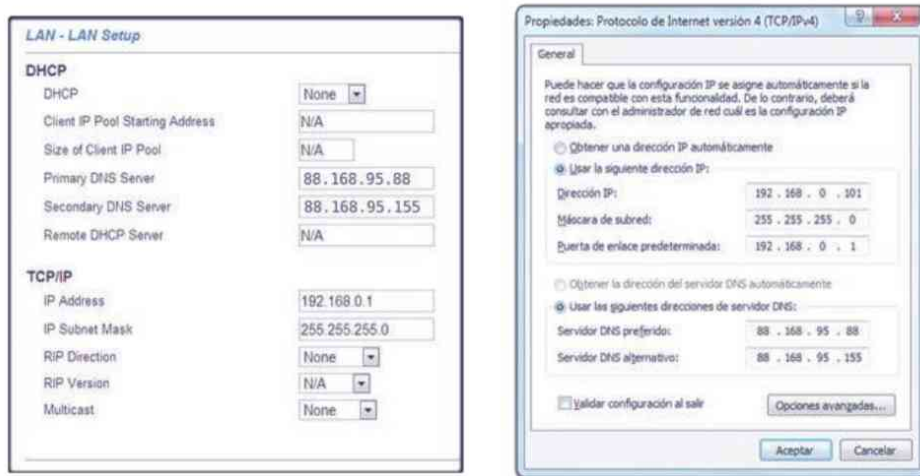 LAN - LAN Setup
DHCP
DHCP None
Client IP Pool Starting Address N/A
Size of Client IP Pool N/A
Primary DNS Server 88.168.95.88
Secondary DNS Server 88.168.95.155
Remote DHCP Server N/A
TCP/IP
IP Address 192.168.0.1
IP Subnet Mask 255.255.255.0
RIP Direction None
RIP Version N/A
Multicast None
Propiedades: Protocolo de Internet versión 4 (TCP/IPv4)
General
Puede hacer que la configuración IP se asigne automáticamente si la
red es compatible con esta funcionalidad. De lo contrario, deberá
consultar con el administrador de red cuál es la configuración IP
apropiada.
Obtener una dirección IP automáticamente
Usar la siguiente dirección IP:
Dirección IP: 192 . 168 . 0 . 101
Máscara de subred: 255 . 255 . 255 . 0
Puerta de enlace predeterminada: 192 . 168 . 0 . 1
Obtener la dirección del servidor DNS automáticamente
Usar las siguientes direcciones de servidor DNS:
Servidor DNS preferido: 88 . 168 . 95 . 88
Servidor DNS alternativo: 88 . 168 . 95 . 155
Validar configuración al salir Opciones avanzadas...
Aceptar Cancelar